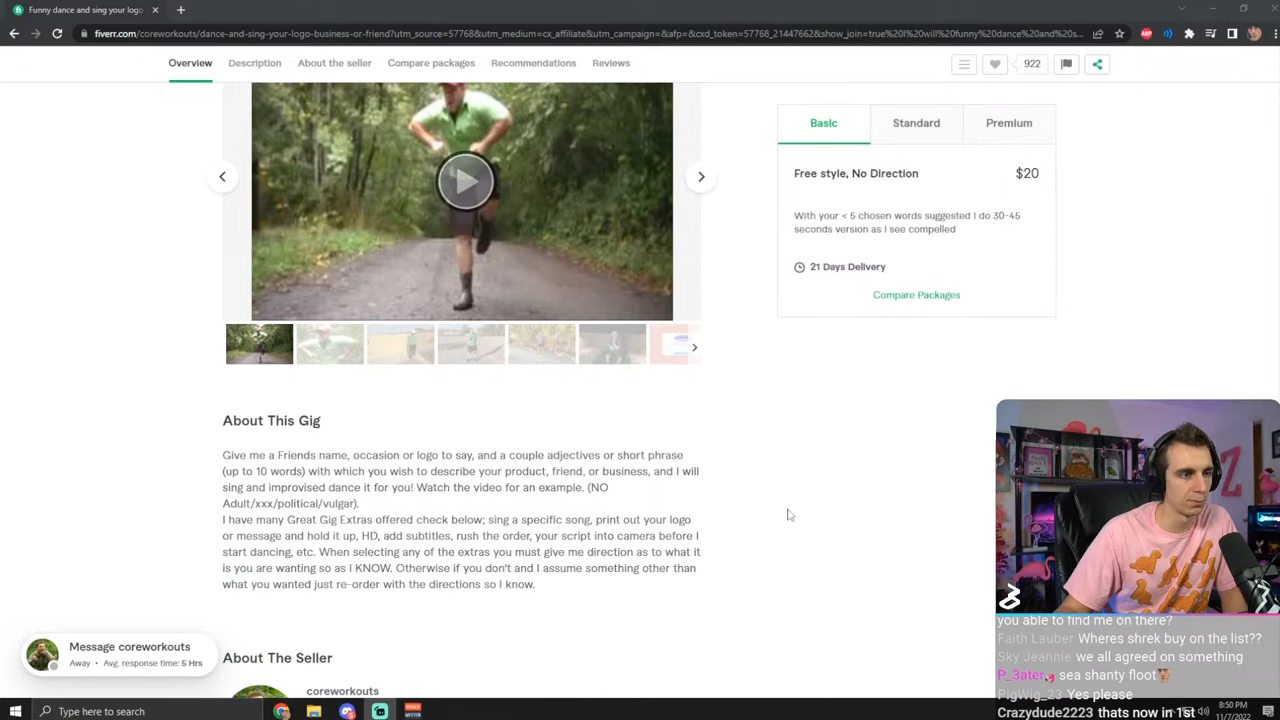 Funny dance and sing your logo
fiverr.com/coreworkouts/dance-and-sing-your-logo-business-or-friend?utm_source=57768&utm_medium=cx_affiliate&utm_campaign=&afp=&cxd_token=57768_21447662&show_join=true%20I%20will%20funny%20dance%20and%20s...
Overview
Description
About the seller
Compare packages
Recommendations
Reviews
922
Basic
Standard
Premium
Free style, No Direction
$20
With your < 5 chosen words suggested I do 30-45
seconds version as I see compelled
21 Days Delivery
Compare Packages
About This Gig
Give me a Friends name, occasion or logo to say, and a couple adjectives or short phrase
(up to 10 words) with which you wish to describe your product, friend, or business, and I will
sing and improvised dance it for you! Watch the video for an example. (NO
Adult/xxx/political/vulgar).
I have many Great Gig Extras offered check below; sing a specific song, print out your logo
or message and hold it up, HD, add subtitles, rush the order, your script into camera before I
start dancing, etc. When selecting any of the extras you must give me direction as to what it
is you are wanting so as I KNOW. Otherwise if you don't and I assume something other than
what you wanted just re-order with the directions so I know.
Message coreworkouts
Away • Avg. response time: 5 Hrs
About The Seller
coreworkouts
you able to find me on there?
Faith Lauber Wheres shrek buy on the list??
Sky Jeannie we all agreed on something
P_3ater sea shanty floot
PigWig_23 Yes please
Crazydude2223 thats now in 1st
Type here to search
8:50 PM
11/7/2022